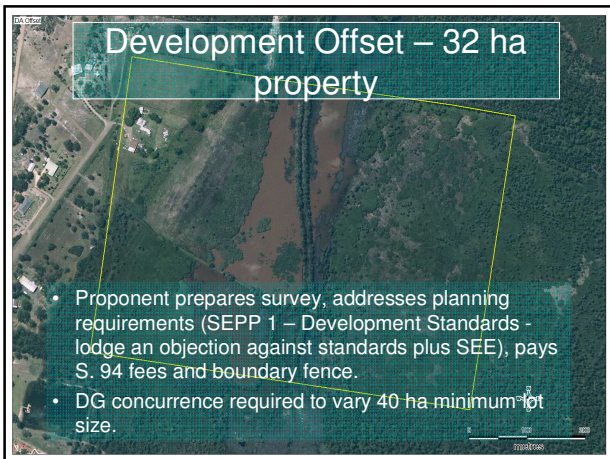 DA Offset
Development Offset – 32 ha
property
• Proponent prepares survey, addresses planning
requirements (SEPP 1 – Development Standards -
lodge an objection against standards plus SEE), pays
S. 94 fees and boundary fence.
• DG concurrence required to vary 40 ha minimum lot
size.
metres